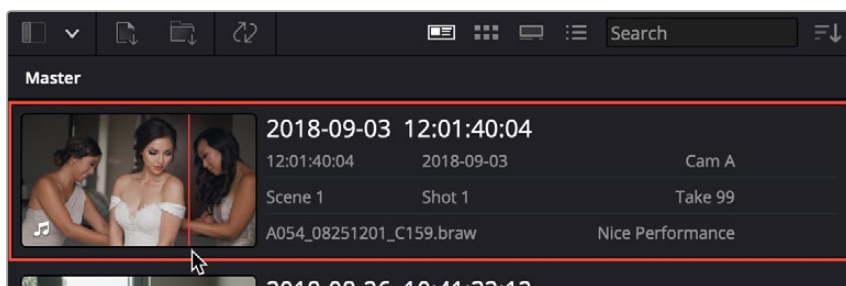 Search
Master
2018-09-03 12:01:40:04
12:01:40:04 2018-09-03 Cam A
Scene 1 Shot 1 Take 99
A054_08251201_C159.braw Nice Performance